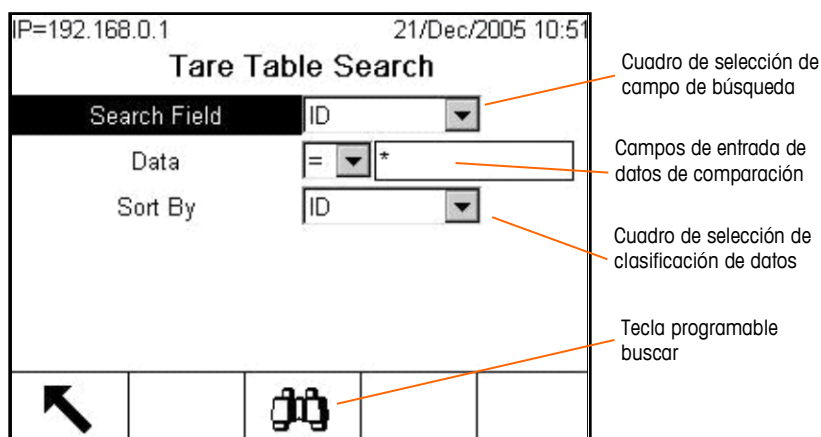 IP=192.168.0.1 21/Dec/2005 10:51
Tare Table Search
Search Field ID
Data = *
Sort By ID
Cuadro de selección de
campo de búsqueda
Campos de entrada de
datos de comparación
Cuadro de selección de
clasificación de datos
Tecla programable
buscar